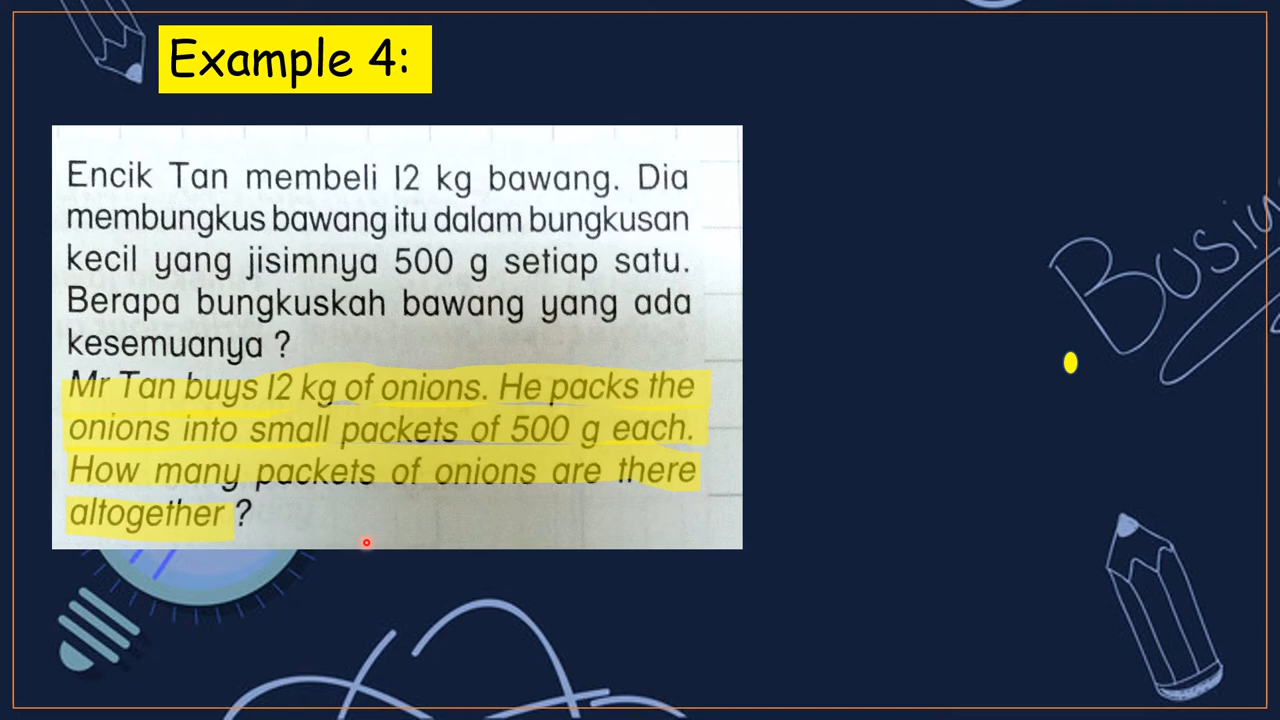 Example 4:
Encik Tan membeli 12 kg bawang. Dia
membungkus bawang itu dalam bungkusan
kecil yang jisimnya 500 g setiap satu.
Berapa bungkuskah bawang yang ada
kesemuanya ?
Mr Tan buys 12 kg of onions. He packs the
onions into small packets of 500 g each.
How many packets of onions are there
altogether ?